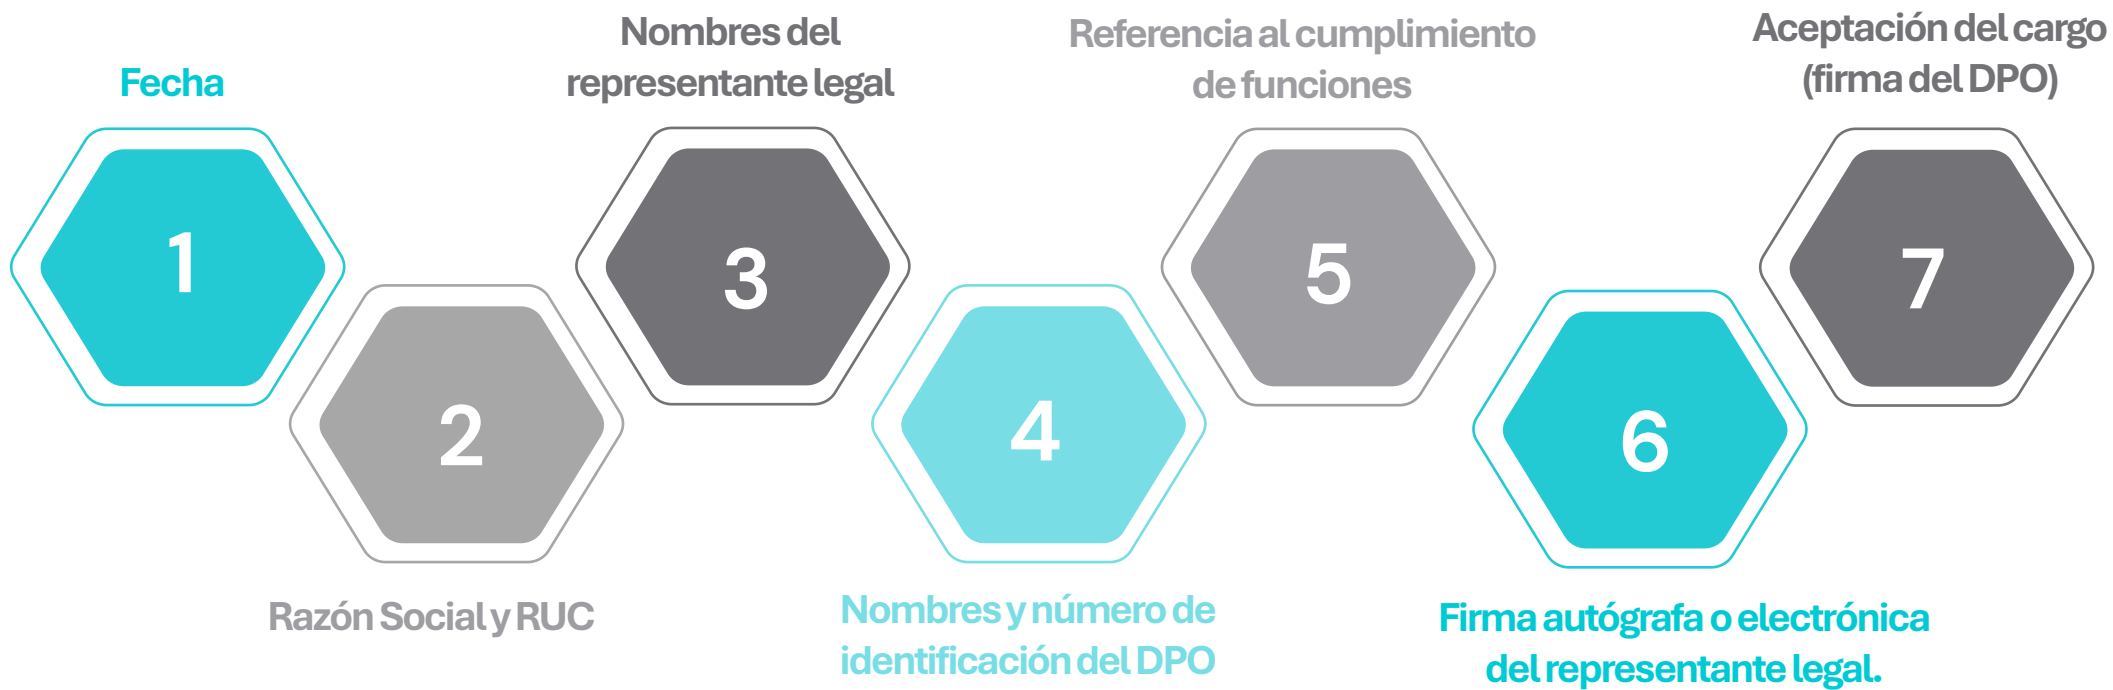 Fecha
1
2
Razón Social y RUC
Nombres del
representante legal
3
4
Nombres y número de
identificación del DPO
Referencia al cumplimiento
de funciones
5
6
Firma autógrafa o electrónica
del representante legal.
Aceptación del cargo
(firma del DPO)
7